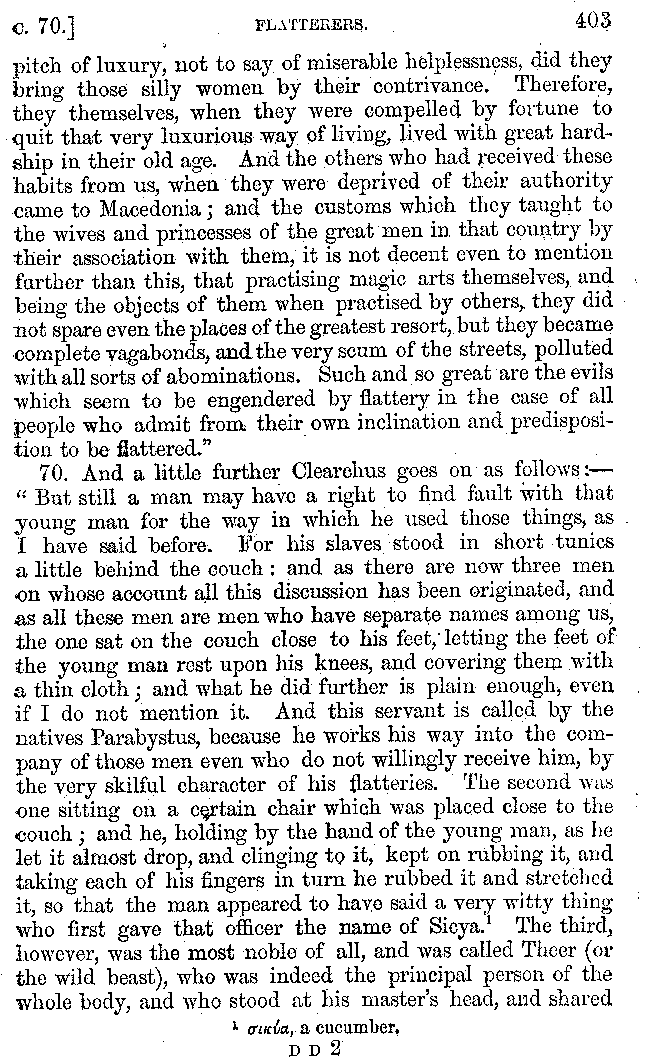 c. 70.] FLATTERERS. 403
pitch of luxury, not to say of miserable helplessness, did they
bring those silly women by their contrivance. Therefore,
they themselves, when they were compelled by fortune to
quit that very luxurious way of living, lived with great hard-
ship in their old age. And the others who had received these
habits from us, when they were deprived of their authority
came to Macedonia; and the customs which they taught to
the wives and princesses of the great men in that country by
their association with them, it is not decent even to mention
further than this, that practising magic arts themselves, and
being the objects of them when practised by others, they did
not spare even the places of the greatest resort, but they became
complete vagabonds, and the very scum of the streets, polluted
with all sorts of abominations. Such and so great are the evils
which seem to be engendered by flattery in the case of all
people who admit from their own inclination and predisposi-
tion to be flattered."
70. And a little further Clearchus goes on as follows:—
" But still a man may have a right to find fault with that
young man for the way in which he used those things, as
I have said before. For his slaves stood in short tunics
a little behind the couch: and as there are now three men
on whose account all this discussion has been originated, and
as all these men are men who have separate names among us,
the one sat on the couch close to his feet, letting the feet of
the young man rest upon his knees, and covering them with
a thin cloth; and what he did further is plain enough, even
if I do not mention it. And this servant is called by the
natives Parabystus, because he works his way into the com-
pany of those men even who do not willingly receive him, by
the very skilful character of his flatteries. The second was
one sitting on a certain chair which was placed close to the
couch; and he, holding by the hand of the young man, as he
let it almost drop, and clinging to it, kept on rubbing it, and
taking each of his fingers in turn he rubbed it and stretched
it, so that the man appeared to have said a very witty thing
who first gave that officer the name of Sicya.¹ The third,
however, was the most noble of all, and was called Theer (or
the wild beast), who was indeed the principal person of the
whole body, and who stood at his master's head, and shared
¹ σικύα, a cucumber.
D D 2